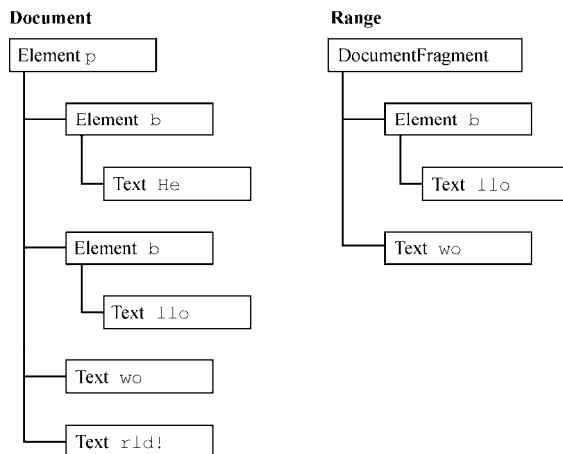 Document
Element p
Element b
Text He
Element b
Text llo
Text wo
Text rld!
Range
DocumentFragment
Element b
Text llo
Text wo